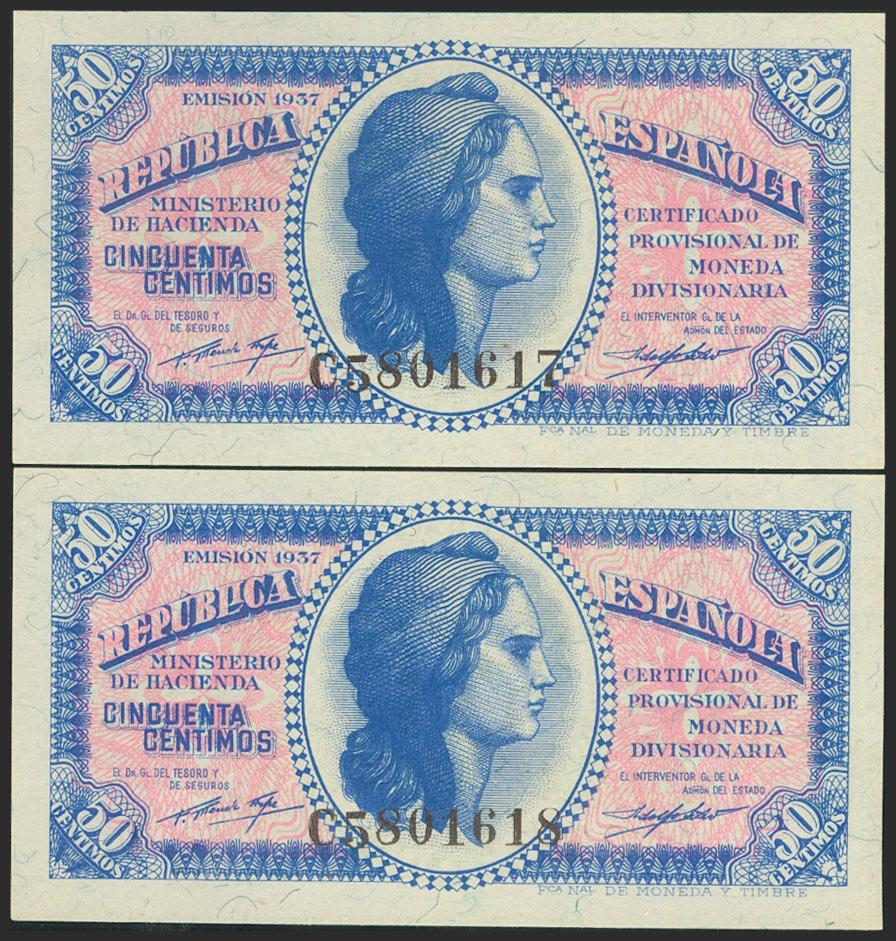 50 CENTIMOS
50 CENTIMOS
EMISIÓN 1937
REPÚBLICA
ESPAÑOLA
MINISTERIO
DE HACIENDA
CINCUENTA
CENTIMOS
CERTIFICADO
PROVISIONAL DE
MONEDA
DIVISIONARIA
EL DR. GL. DEL TESORO Y
DE SEGUROS
EL INTERVENTOR GL. DE LA
ADMÓN DEL ESTADO
C5801617
50 CENTIMOS
50 CENTIMOS
FCA NAL DE MONEDA Y TIMBRE
50 CENTIMOS
50 CENTIMOS
EMISIÓN 1937
REPÚBLICA
ESPAÑOLA
MINISTERIO
DE HACIENDA
CINCUENTA
CENTIMOS
CERTIFICADO
PROVISIONAL DE
MONEDA
DIVISIONARIA
EL DR. GL. DEL TESORO Y
DE SEGUROS
EL INTERVENTOR GL. DE LA
ADMÓN DEL ESTADO
C5801618
50 CENTIMOS
50 CENTIMOS
FCA NAL DE MONEDA Y TIMBRE